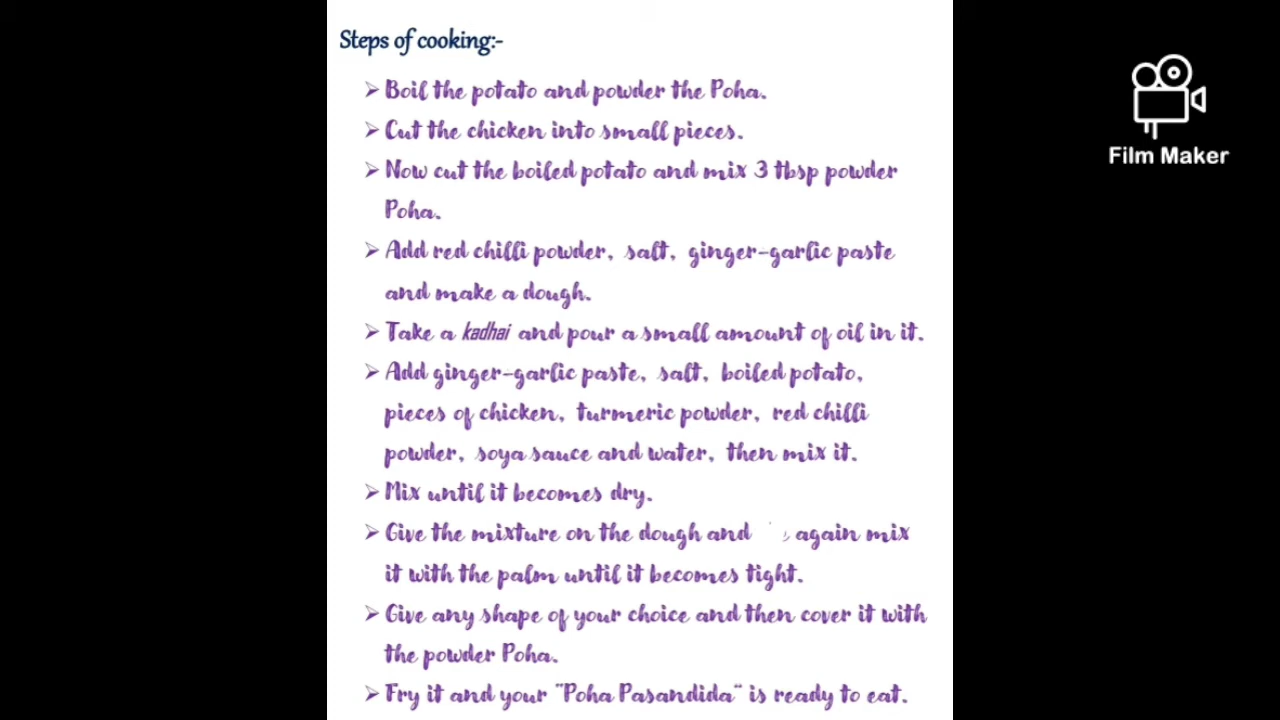 Steps of cooking:-
➢ Boil the potato and powder the Poha.
➢ Cut the chicken into small pieces.
➢ Now cut the boiled potato and mix 3 tbsp powder
Poha.
➢ Add red chilli powder, salt, ginger-garlic paste
and make a dough.
➢ Take a kadhai and pour a small amount of oil in it.
➢ Add ginger-garlic paste, salt, boiled potato,
pieces of chicken, turmeric powder, red chilli
powder, soya sauce and water, then mix it.
➢ Mix until it becomes dry.
➢ Give the mixture on the dough and , again mix
it with the palm until it becomes tight.
➢ Give any shape of your choice and then cover it with
the powder Poha.
➢ Fry it and your "Poha Pasandida" is ready to eat.
Film Maker